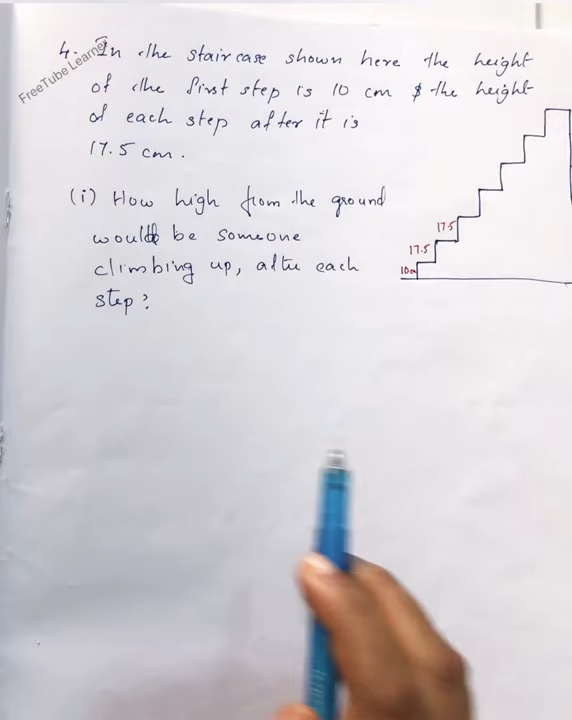 4. In the staircase shown here the height
of the first step is 10 cm & the height
of each step after it is
17.5 cm.
(i) How high from the ground
would be someone
climbing up, after each
step?
17.5
17.5
10cm
FreeTube Learner